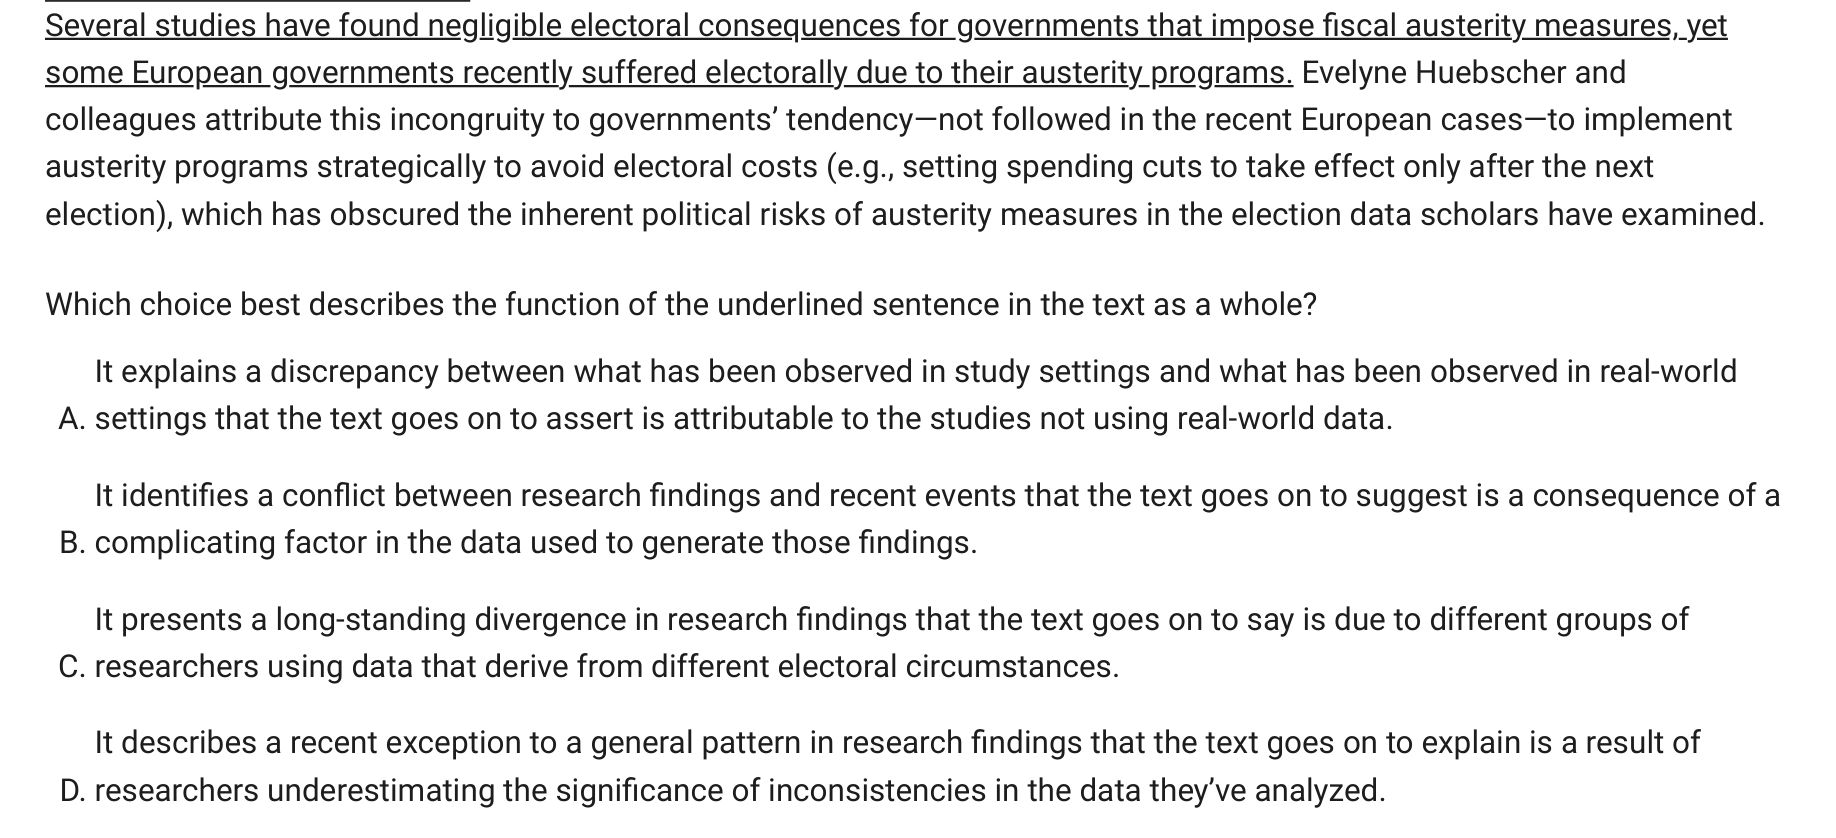 Several studies have found negligible electoral consequences for governments that impose fiscal austerity measures, yet
some European governments recently suffered electorally due to their austerity programs. Evelyne Huebscher and
colleagues attribute this incongruity to governments’ tendency—not followed in the recent European cases—to implement
austerity programs strategically to avoid electoral costs (e.g., setting spending cuts to take effect only after the next
election), which has obscured the inherent political risks of austerity measures in the election data scholars have examined.
Which choice best describes the function of the underlined sentence in the text as a whole?
It explains a discrepancy between what has been observed in study settings and what has been observed in real-world
A. settings that the text goes on to assert is attributable to the studies not using real-world data.
It identifies a conflict between research findings and recent events that the text goes on to suggest is a consequence of a
B. complicating factor in the data used to generate those findings.
It presents a long-standing divergence in research findings that the text goes on to say is due to different groups of
C. researchers using data that derive from different electoral circumstances.
It describes a recent exception to a general pattern in research findings that the text goes on to explain is a result of
D. researchers underestimating the significance of inconsistencies in the data they’ve analyzed.